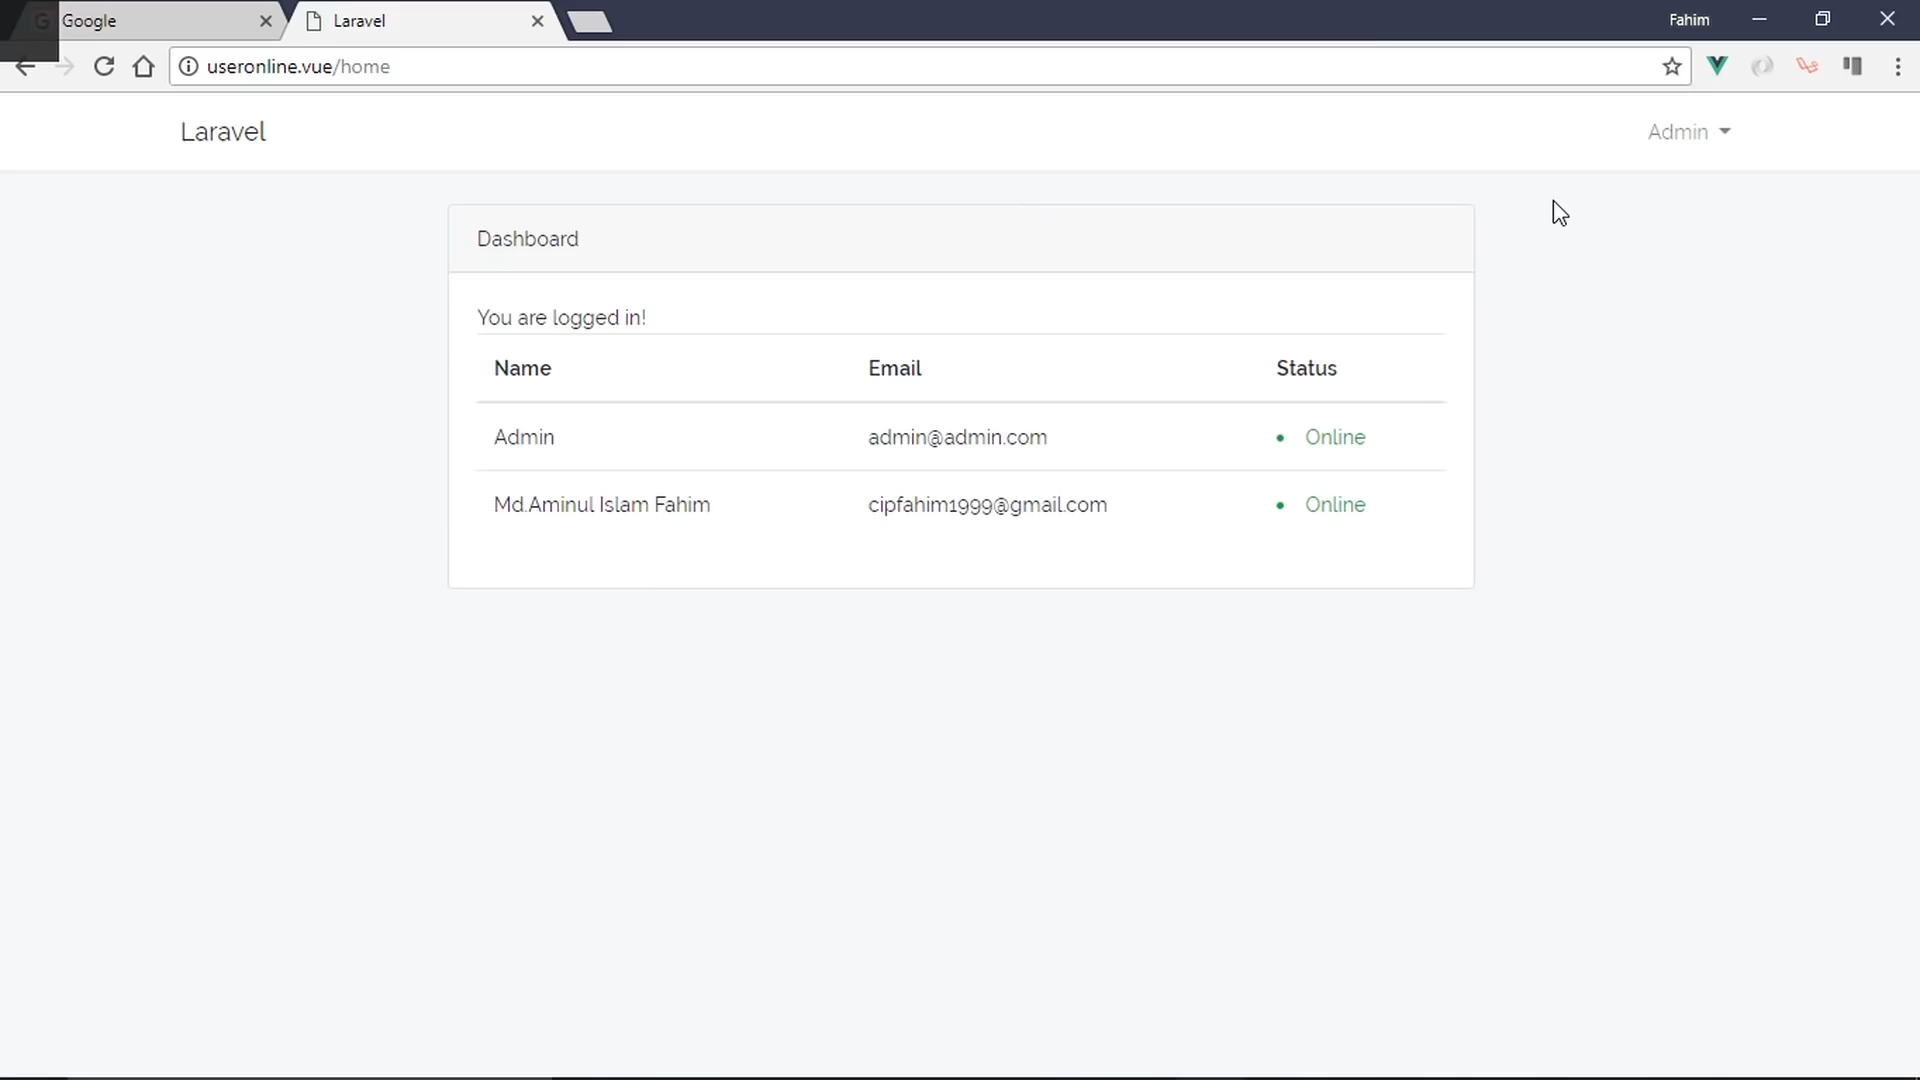 Google
Laravel
Fahim
useronline.vue/home
Laravel
Admin
Dashboard
You are logged in!
Name Email Status
Admin admin@admin.com • Online
Md.Aminul Islam Fahim cipfahim1999@gmail.com • Online